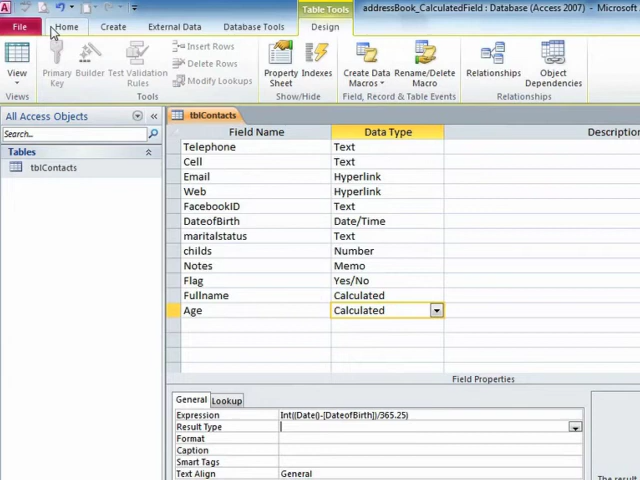 Table Tools
addressBook_CalculatedField : Database (Access 2007)
File
Home
Create
External Data
Database Tools
Design
View
Primary Key
Builder
Test Validation Rules
Insert Rows
Delete Rows
Modify Lookups
Property Sheet
Indexes
Create Data Macros
Rename/Delete Macro
Relationships
Object Dependencies
Views
Tools
Show/Hide
Field, Record & Table Events
Relationships
All Access Objects
Search...
Tables
tblContacts
tblContacts
Field Name Data Type Description
Telephone Text
Cell Text
Email Hyperlink
Web Hyperlink
FacebookID Text
DateofBirth Date/Time
maritalstatus Text
childs Number
Notes Memo
Flag Yes/No
Fullname Calculated
Age Calculated
Field Properties
General Lookup
Expression Int((Date()-[DateofBirth])/365.25)
Result Type
Format
Caption
Smart Tags
Text Align General
The result